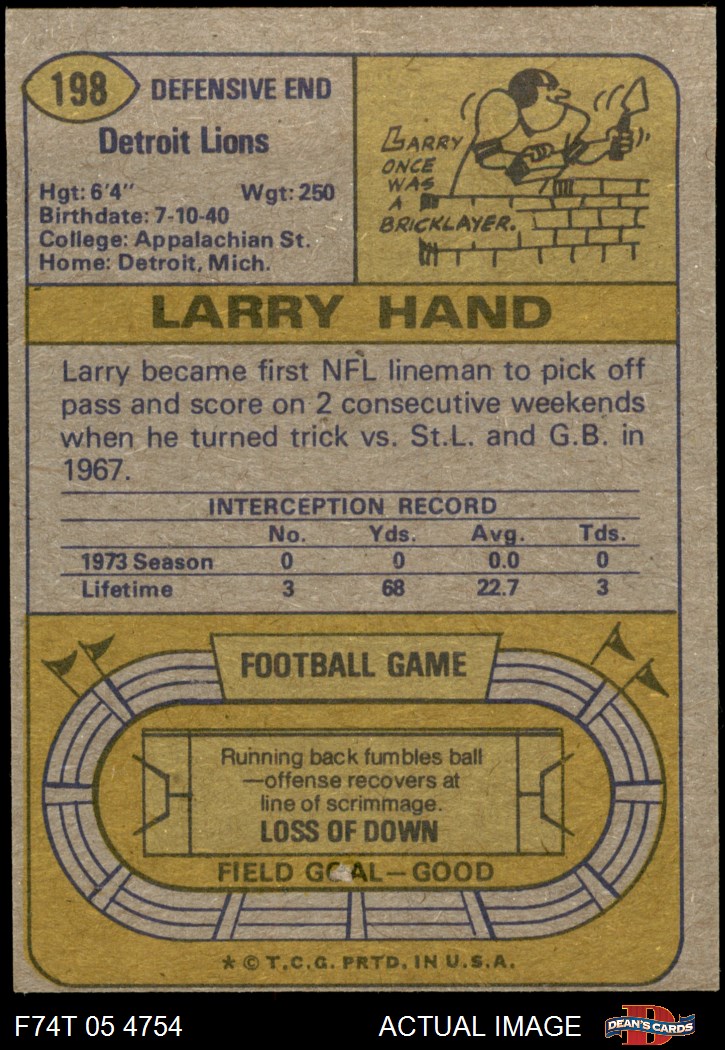 198
DEFENSIVE END
Detroit Lions
Hgt: 6'4" Wgt: 250
Birthdate: 7-10-40
College: Appalachian St.
Home: Detroit, Mich.
LARRY
ONCE
WAS
A
BRICKLAYER.
LARRY HAND
Larry became first NFL lineman to pick off
pass and score on 2 consecutive weekends
when he turned trick vs. St.L. and G.B. in
1967.
INTERCEPTION RECORD
No. Yds. Avg. Tds.
1973 Season 0 0 0.0 0
Lifetime 3 68 22.7 3
FOOTBALL GAME
Running back fumbles ball
—offense recovers at
line of scrimmage.
LOSS OF DOWN
FIELD GOAL—GOOD
* © T.C.G. PRTD. IN U.S.A.
F74T 05 4754 ACTUAL IMAGE
D
DEAN'S CARDS